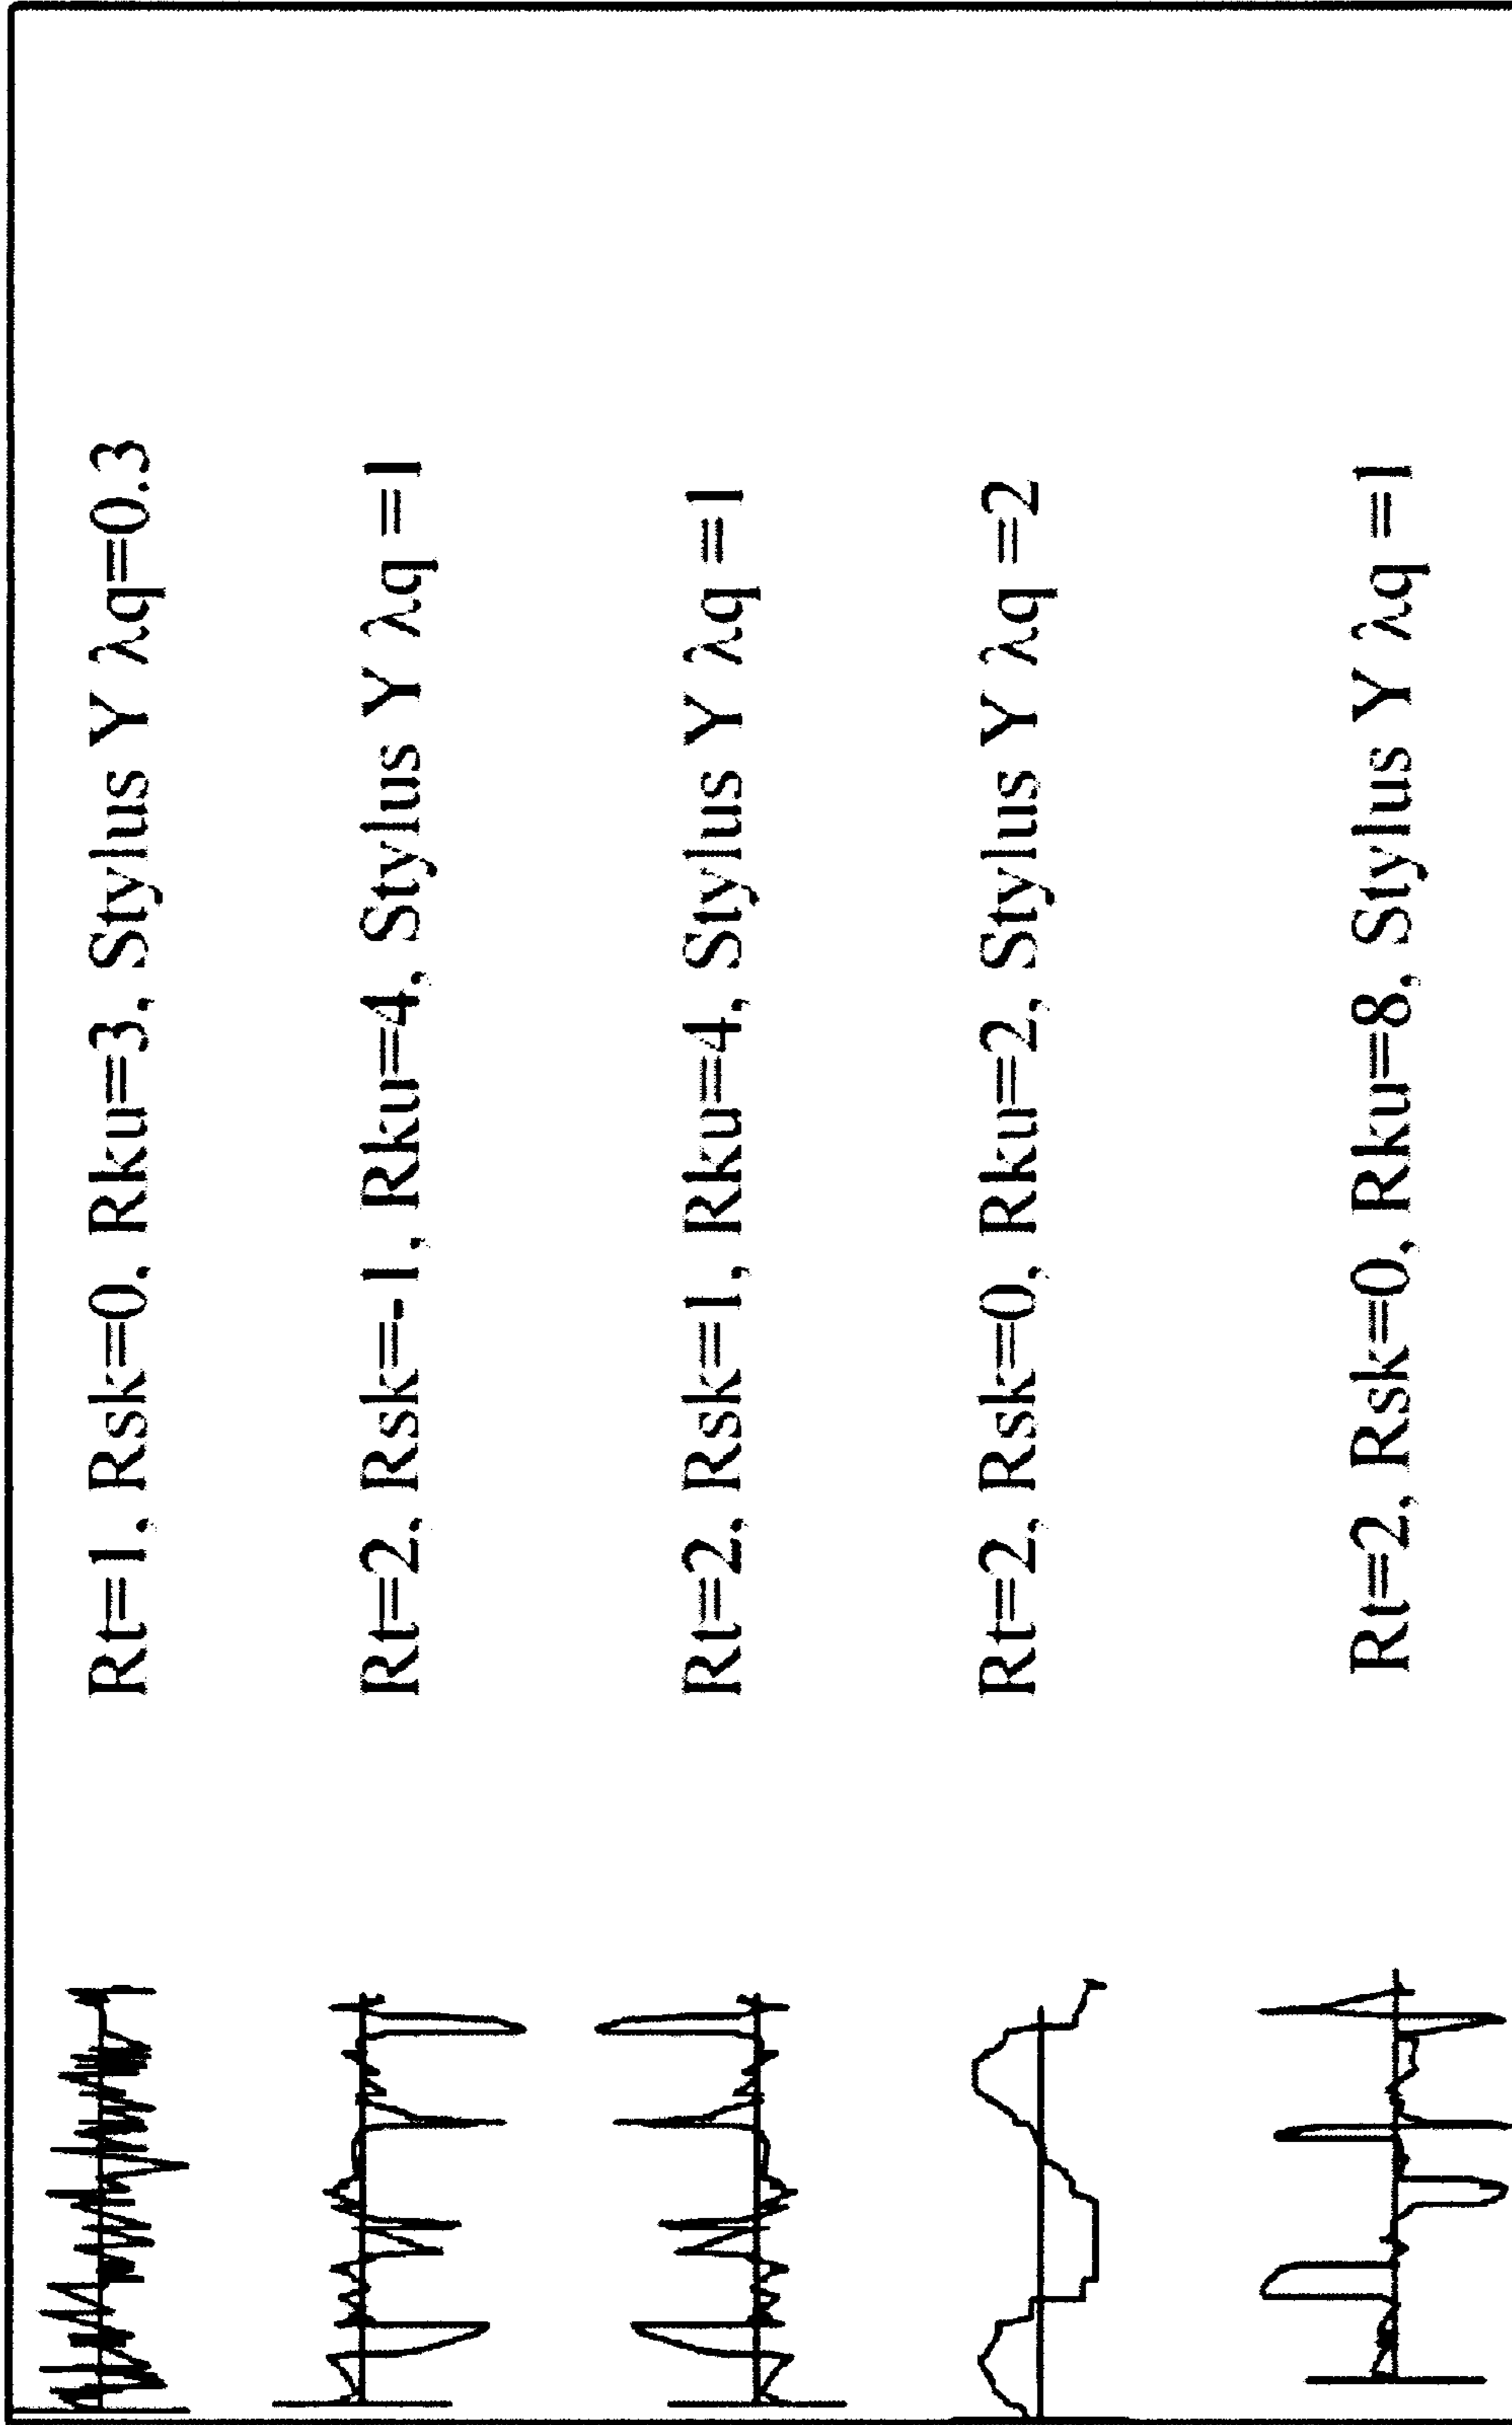 Rt=1, Rsk=0, Rku=3, Stylus Y λq=0.3
Rt=2, Rsk=-1, Rku=4, Stylus Y λq =1
Rt=2, Rsk=1, Rku=4, Stylus Y λq =1
Rt=2, Rsk=0, Rku=2, Stylus Y λq =2
Rt=2, Rsk=0, Rku=8, Stylus Y λq =1